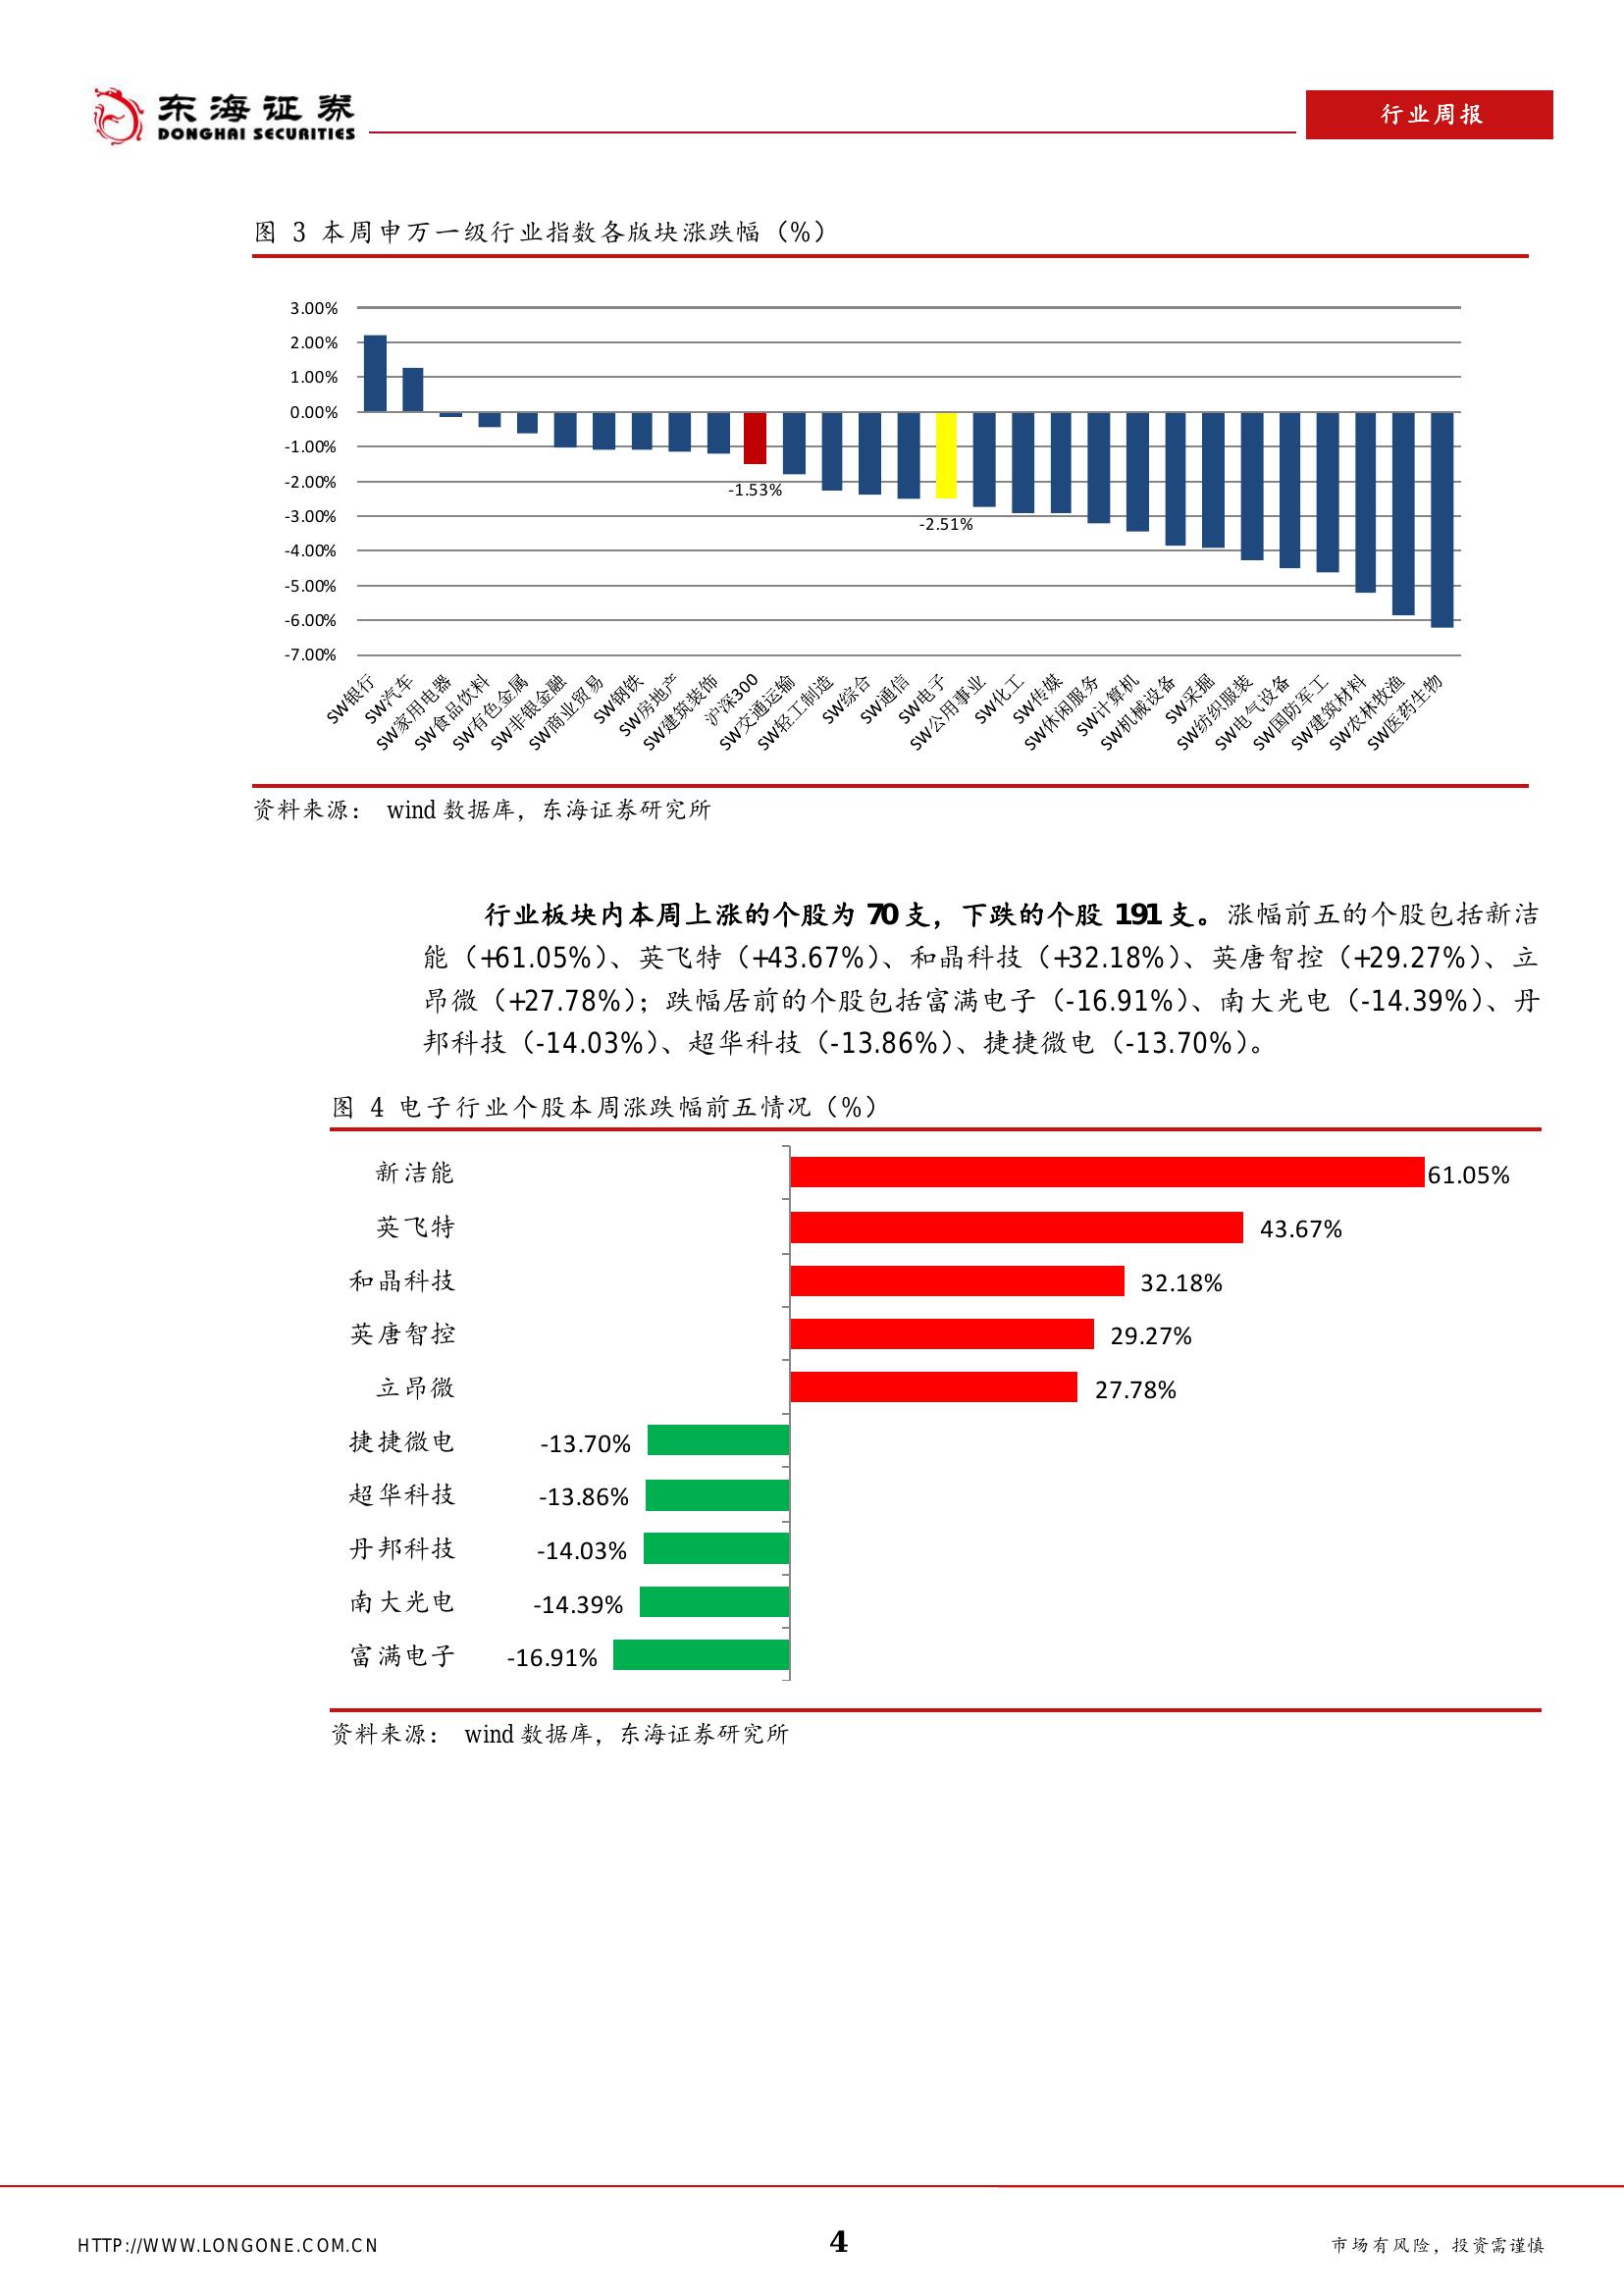 东海证券
DONGHAI SECURITIES
行业周报
图 3 本周申万一级行业指数各版块涨跌幅（%）
3.00%
2.00%
1.00%
0.00%
-1.00%
-2.00%
-3.00%
-4.00%
-5.00%
-6.00%
-7.00%
-1.53%
-2.51%
SW银行
SW汽车
SW家用电器
SW食品饮料
SW有色金属
SW非银金融
SW商业贸易
SW钢铁
SW房地产
SW建筑装饰
沪深300
SW交通运输
SW轻工制造
SW综合
SW通信
SW电子
SW公用事业
SW化工
SW传媒
SW休闲服务
SW计算机
SW机械设备
SW采掘
SW纺织服装
SW电气设备
SW国防军工
SW建筑材料
SW农林牧渔
SW医药生物
资料来源： wind 数据库，东海证券研究所
行业板块内本周上涨的个股为 70 支，下跌的个股 191 支。涨幅前五的个股包括新洁
能（+61.05%）、英飞特（+43.67%）、和晶科技（+32.18%）、英唐智控（+29.27%）、立
昂微（+27.78%）；跌幅居前的个股包括富满电子（-16.91%）、南大光电（-14.39%）、丹
邦科技（-14.03%）、超华科技（-13.86%）、捷捷微电（-13.70%）。
图 4 电子行业个股本周涨跌幅前五情况（%）
新洁能 61.05%
英飞特 43.67%
和晶科技 32.18%
英唐智控 29.27%
立昂微 27.78%
捷捷微电 -13.70%
超华科技 -13.86%
丹邦科技 -14.03%
南大光电 -14.39%
富满电子 -16.91%
资料来源： wind 数据库，东海证券研究所
HTTP://WWW.LONGONE.COM.CN
4
市场有风险，投资需谨慎